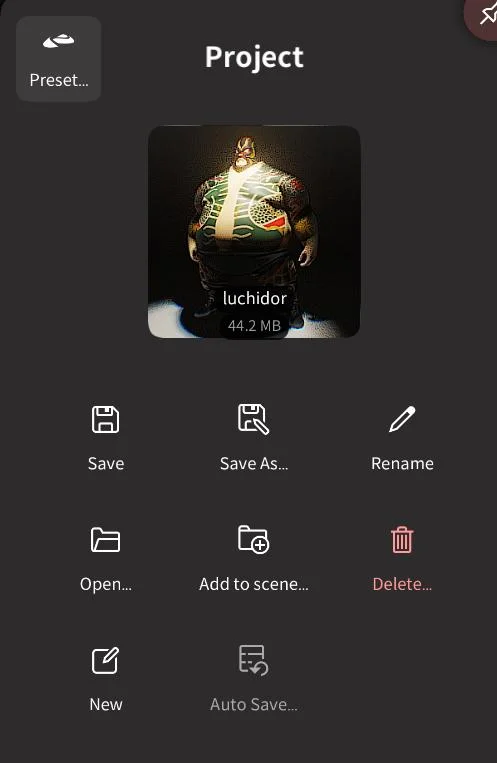 Project
Preset...
luchidor
44.2 MB
Save
Save As...
Rename
Open...
Add to scene...
Delete...
New
Auto Save...